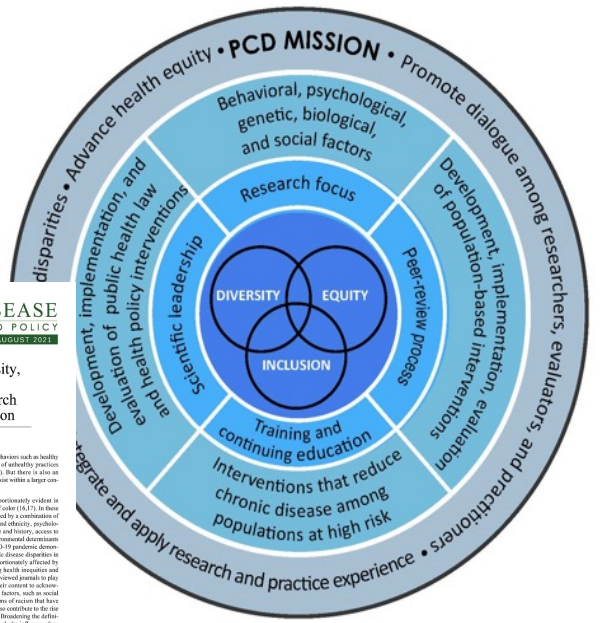 disparities • Advance health equity • PCD MISSION • Promote dialogue among researchers, evaluators, and practitioners •
integrate and apply research and practice experience •
Behavioral, psychological,
genetic, biological,
and social factors
Development, implementation, evaluation
of population-based interventions
Interventions that reduce
chronic disease among
populations at high risk
Development, implementation, and
evaluation of public health law
and health policy interventions
Research focus
Peer-review process
Training and
continuing education
Scientific leadership
DIVERSITY
EQUITY
INCLUSION
EASE
POLICY
AUGUST 2021
ity,
rch
on
haviors such as healthy
of unhealthy practices
). But there is also an
xist within a larger con-
portionately evident in
f color (16,17). In these
ed by a combination of
nd ethnicity, psycholo-
e and history, access to
ronmental determinants
D-19 pandemic demon-
ic disease disparities in
ortionately affected by
g health inequities and
viewed journals to play
eir content to acknow-
factors, such as social
ms of racism that have
so contribute to the rise
Broadening the defini-